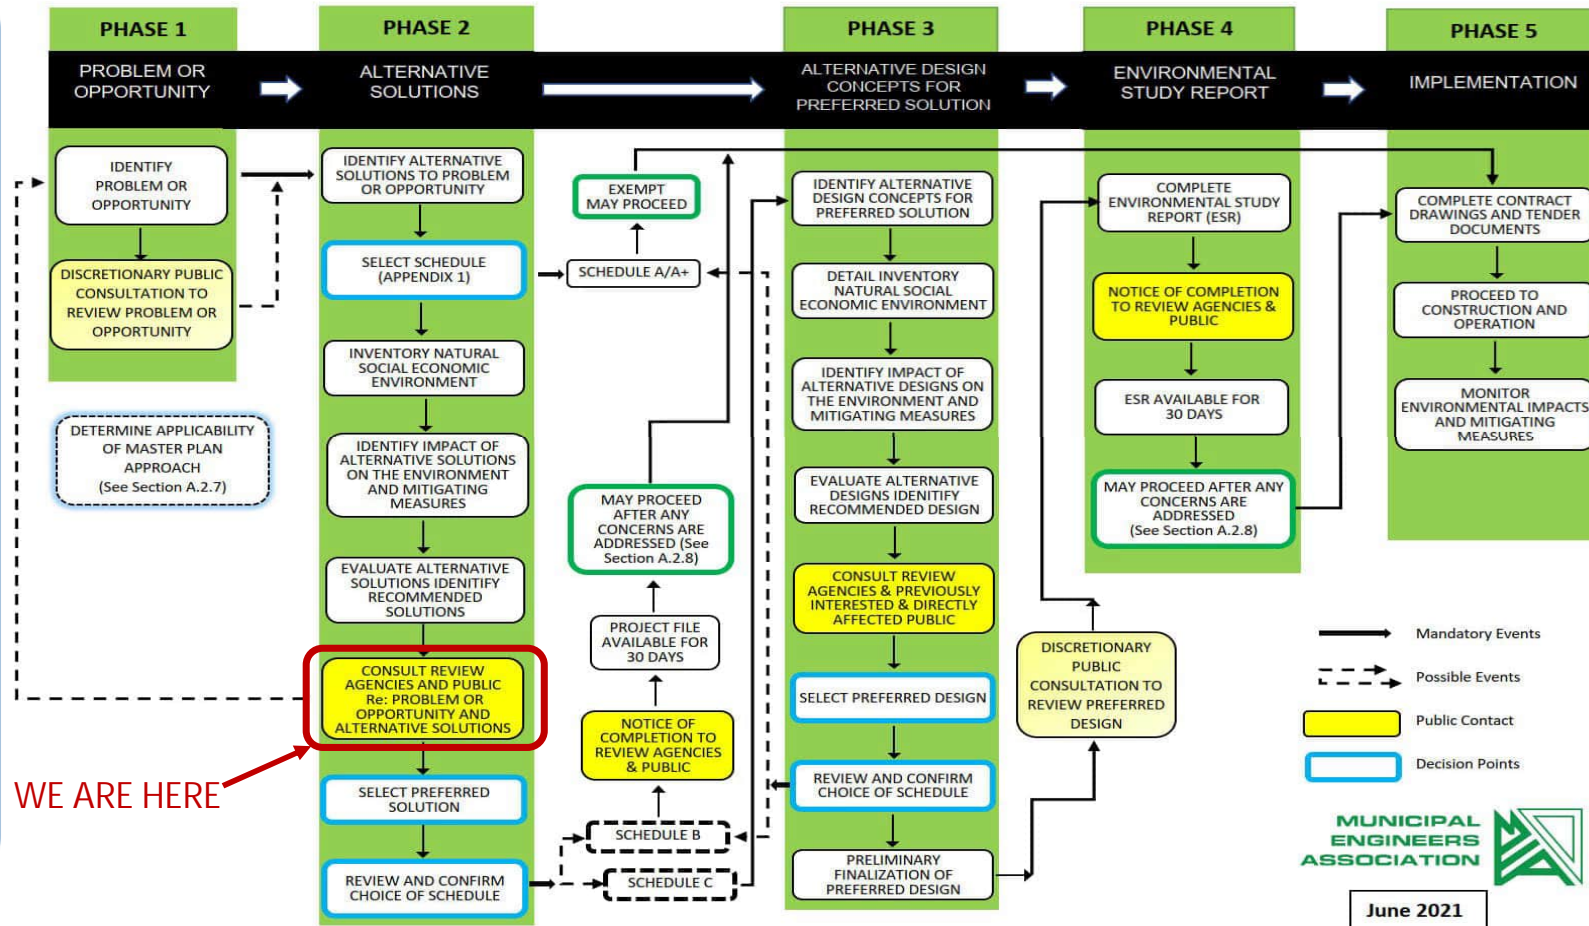 PHASE 1
PROBLEM OR
OPPORTUNITY
IDENTIFY
PROBLEM OR
OPPORTUNITY
DISCRETIONARY PUBLIC
CONSULTATION TO
REVIEW PROBLEM OR
OPPORTUNITY
DETERMINE APPLICABILITY
OF MASTER PLAN
APPROACH
(See Section A.2.7)
WE ARE HERE
PHASE 2
ALTERNATIVE
SOLUTIONS
IDENTIFY ALTERNATIVE
SOLUTIONS TO PROBLEM
OR OPPORTUNITY
SELECT SCHEDULE
(APPENDIX 1)
INVENTORY NATURAL
SOCIAL ECONOMIC
ENVIRONMENT
IDENTIFY IMPACT OF
ALTERNATIVE SOLUTIONS
ON THE ENVIRONMENT
AND MITIGATING
MEASURES
EVALUATE ALTERNATIVE
SOLUTIONS IDENITIFY
RECOMMENDED
SOLUTIONS
CONSULT REVIEW
AGENCIES AND PUBLIC
Re: PROBLEM OR
OPPORTUNITY AND
ALTERNATIVE SOLUTIONS
SELECT PREFERRED
SOLUTION
REVIEW AND CONFIRM
CHOICE OF SCHEDULE
EXEMPT
MAY PROCEED
SCHEDULE A/A+
MAY PROCEED
AFTER ANY
CONCERNS ARE
ADDRESSED (See
Section A.2.8)
PROJECT FILE
AVAILABLE FOR
30 DAYS
NOTICE OF
COMPLETION TO
REVIEW AGENCIES
& PUBLIC
SCHEDULE B
SCHEDULE C
PHASE 3
ALTERNATIVE DESIGN
CONCEPTS FOR
PREFERRED SOLUTION
IDENTIFY ALTERNATIVE
DESIGN CONCEPTS FOR
PREFERRED SOLUTION
DETAIL INVENTORY
NATURAL SOCIAL
ECONOMIC ENVIRONMENT
IDENTIFY IMPACT OF
ALTERNATIVE DESIGNS ON
THE ENVIRONMENT AND
MITIGATING MEASURES
EVALUATE ALTERNATIVE
DESIGNS IDENTIFY
RECOMMENDED DESIGN
CONSULT REVIEW
AGENCIES & PREVIOUSLY
INTERESTED & DIRECTLY
AFFECTED PUBLIC
SELECT PREFERRED DESIGN
REVIEW AND CONFIRM
CHOICE OF SCHEDULE
PRELIMINARY
FINALIZATION OF
PREFERRED DESIGN
DISCRETIONARY
PUBLIC
CONSULTATION TO
REVIEW PREFERRED
DESIGN
PHASE 4
ENVIRONMENTAL
STUDY REPORT
COMPLETE
ENVIRONMENTAL STUDY
REPORT (ESR)
NOTICE OF COMPLETION
TO REVIEW AGENCIES &
PUBLIC
ESR AVAILABLE FOR
30 DAYS
MAY PROCEED AFTER ANY
CONCERNS ARE
ADDRESSED
(See Section A.2.8)
PHASE 5
IMPLEMENTATION
COMPLETE CONTRACT
DRAWINGS AND TENDER
DOCUMENTS
PROCEED TO
CONSTRUCTION AND
OPERATION
MONITOR
ENVIRONMENTAL IMPACTS
AND MITIGATING
MEASURES
Mandatory Events
Possible Events
Public Contact
Decision Points
MUNICIPAL
ENGINEERS
ASSOCIATION
June 2021